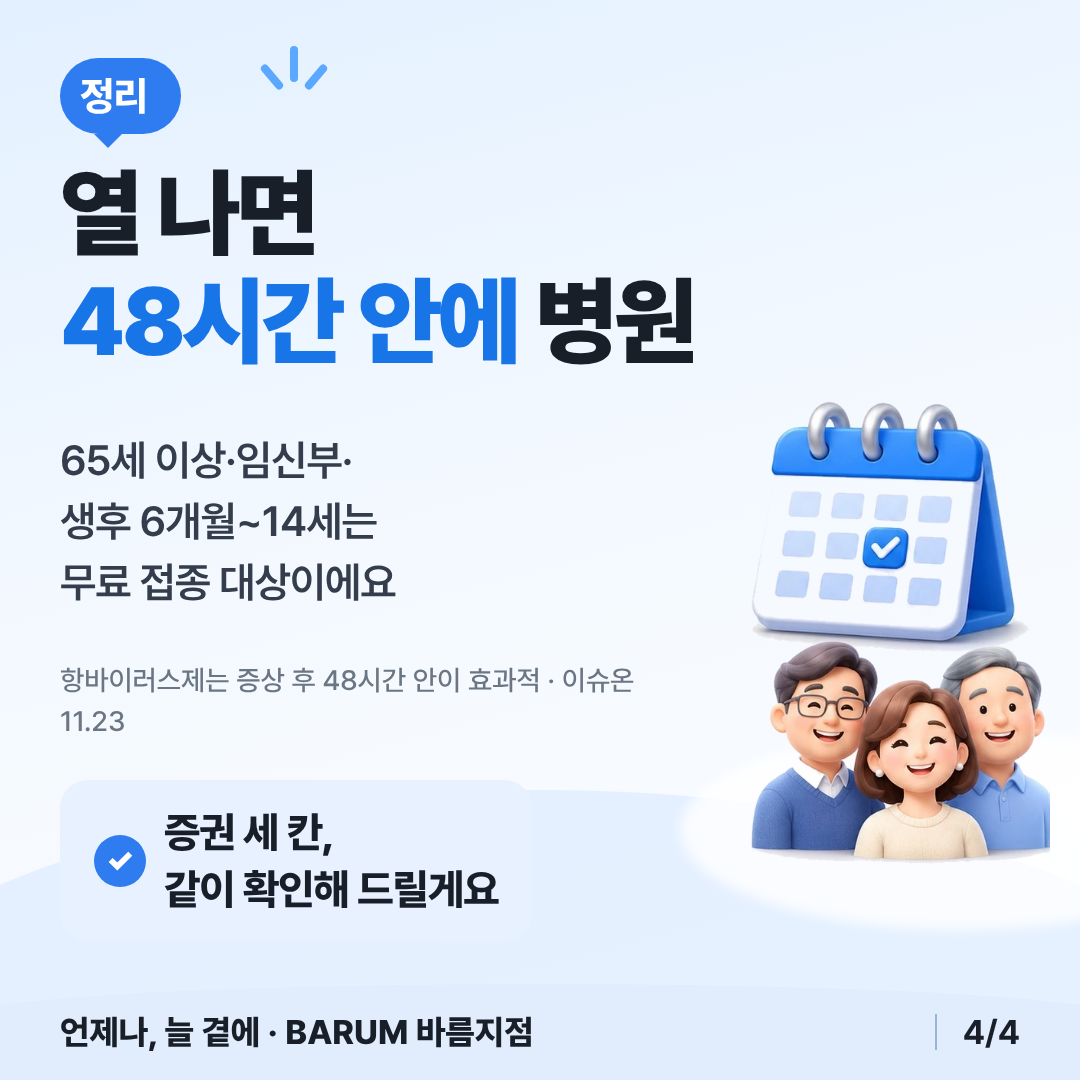 정리
열 나면
48시간 안에 병원
65세 이상·임신부·
생후 6개월~14세는
무료 접종 대상이에요
항바이러스제는 증상 후 48시간 안이 효과적 · 이슈온
11.23
증권 세 칸,
같이 확인해 드릴게요
언제나, 늘 곁에 · BARUM 바름지점
4/4